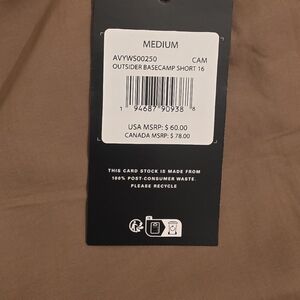 MEDIUM
AVYWS00250 CAM
OUTSIDER BASECAMP SHORT 16
1 94687 90938 8
USA MSRP: $ 60.00
CANADA MSRP: $ 78.00
THIS CARD STOCK IS MADE FROM
100% POST-CONSUMER WASTE.
PLEASE RECYCLE